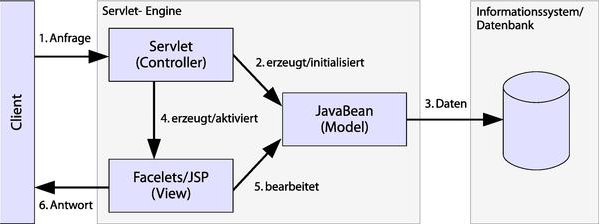 Servlet- Engine
Informationssystem/
Datenbank
1. Anfrage
Servlet
(Controller)
2. erzeugt/initialisiert
Client
4. erzeugt/aktiviert
JavaBean
(Model)
3. Daten
Facelets/JSP
(View)
5. bearbeitet
6. Antwort